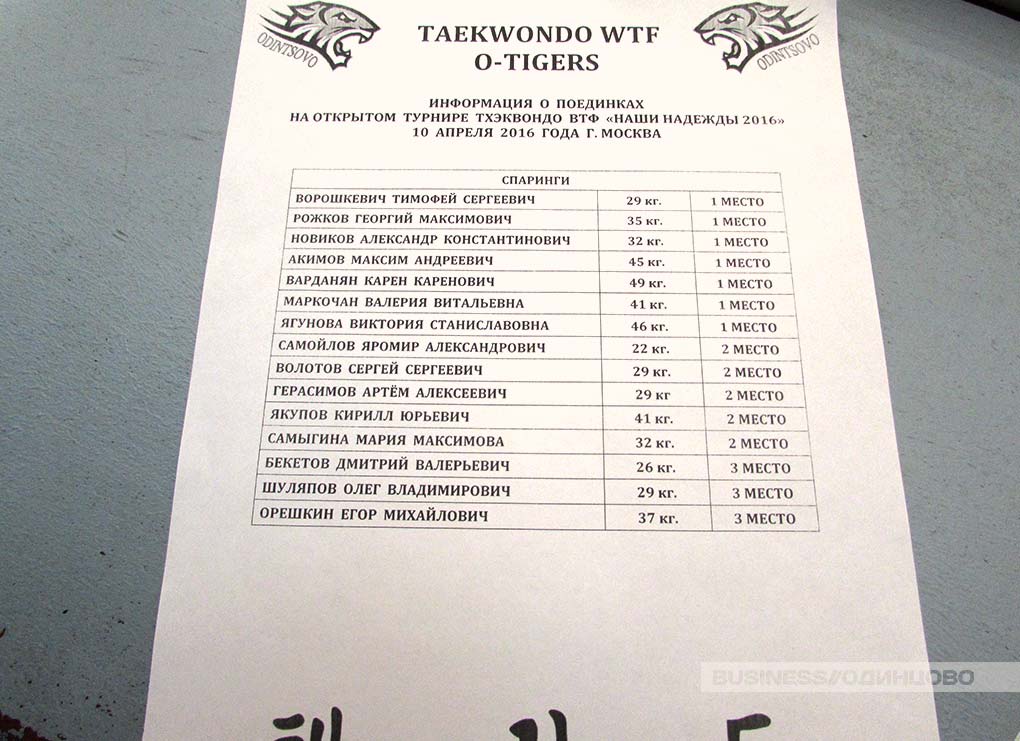 ODINTSOVO
TAEKWONDO WTF
O-TIGERS
ODINTSOVO
ИНФОРМАЦИЯ О ПОЕДИНКАХ
НА ОТКРЫТОМ ТУРНИРЕ ТХЭКВОНДО ВТФ «НАШИ НАДЕЖДЫ 2016»
10 АПРЕЛЯ 2016 ГОДА Г. МОСКВА
СПАРИНГИ
ВОРОШКЕВИЧ ТИМОФЕЙ СЕРГЕЕВИЧ 29 кг. 1 МЕСТО
РОЖКОВ ГЕОРГИЙ МАКСИМОВИЧ 35 кг. 1 МЕСТО
НОВИКОВ АЛЕКСАНДР КОНСТАНТИНОВИЧ 32 кг. 1 МЕСТО
АКИМОВ МАКСИМ АНДРЕЕВИЧ 45 кг. 1 МЕСТО
ВАРДАНЯН КАРЕН КАРЕНОВИЧ 49 кг. 1 МЕСТО
МАРКОЧАН ВАЛЕРИЯ ВИТАЛЬЕВНА 41 кг. 1 МЕСТО
ЯГУНОВА ВИКТОРИЯ СТАНИСЛАВОВНА 46 кг. 1 МЕСТО
САМОЙЛОВ ЯРОМИР АЛЕКСАНДРОВИЧ 22 кг. 2 МЕСТО
ВОЛОТОВ СЕРГЕЙ СЕРГЕЕВИЧ 29 кг. 2 МЕСТО
ГЕРАСИМОВ АРТЁМ АЛЕКСЕЕВИЧ 29 кг 2 МЕСТО
ЯКУПОВ КИРИЛЛ ЮРЬЕВИЧ 41 кг. 2 МЕСТО
САМЫГИНА МАРИЯ МАКСИМОВА 32 кг. 2 МЕСТО
БЕКЕТОВ ДМИТРИЙ ВАЛЕРЬЕВИЧ 26 кг. 3 МЕСТО
ШУЛЯПОВ ОЛЕГ ВЛАДИМИРОВИЧ 29 кг. 3 МЕСТО
ОРЕШКИН ЕГОР МИХАЙЛОВИЧ 37 кг. 3 МЕСТО
BUSINESS//ОДИНЦОВО